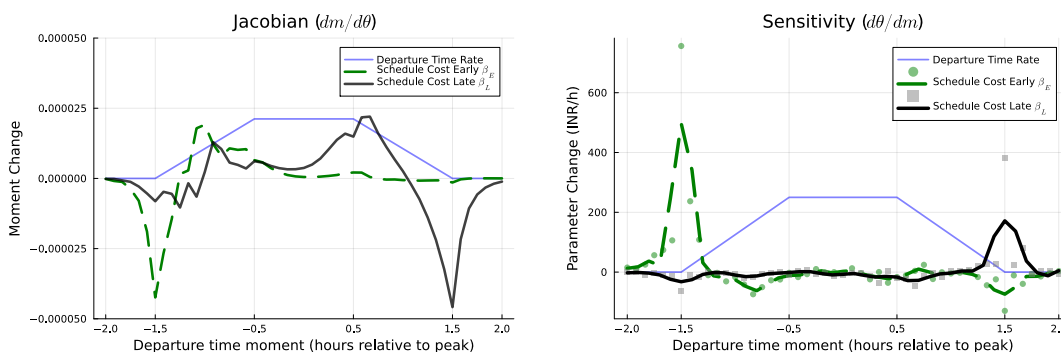 Jacobian (dm/dθ)
Moment Change
0.000050
0.000025
0.000000
−0.000025
−0.000050
Departure Time Rate
Schedule Cost Early β_E
Schedule Cost Late β_L
−2.0 −1.5 −0.5 0.5 1.5 2.0
Departure time moment (hours relative to peak)
Sensitivity (dθ/dm)
Parameter Change (INR/h)
600
400
200
0
Departure Time Rate
Schedule Cost Early β_E
Schedule Cost Late β_L
−2.0 −1.5 −0.5 0.5 1.5 2.0
Departure time moment (hours relative to peak)